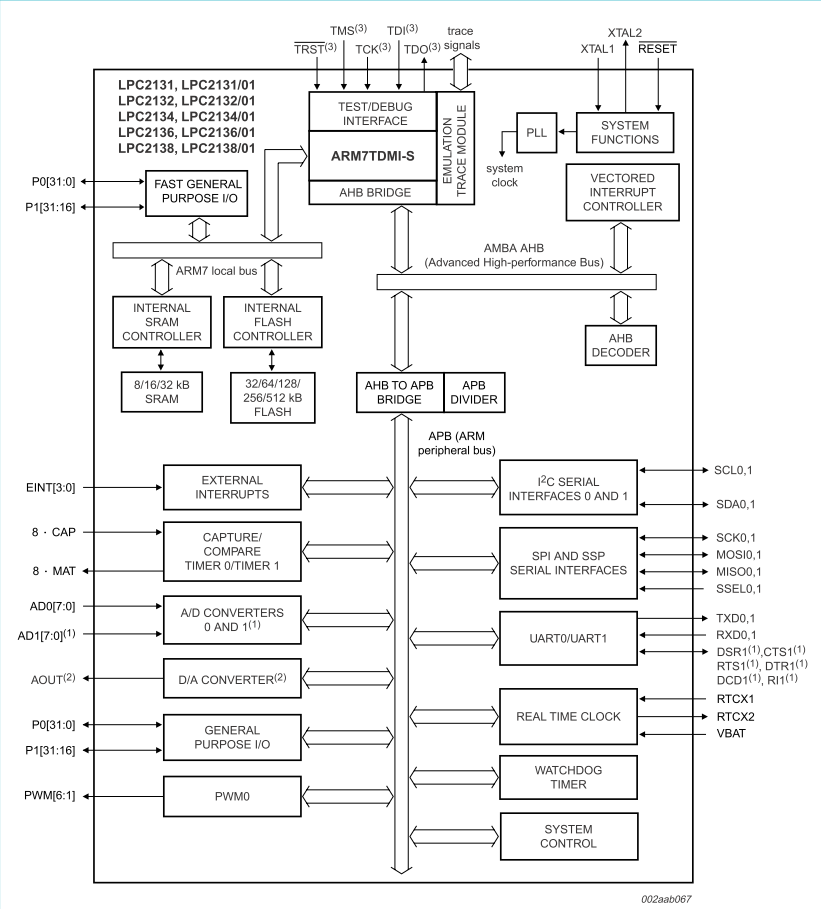 TMS(3)
TDI(3)
trace
signals
TRST(3)
TCK(3)
TDO(3)
XTAL2
XTAL1
RESET
LPC2131, LPC2131/01
LPC2132, LPC2132/01
LPC2134, LPC2134/01
LPC2136, LPC2136/01
LPC2138, LPC2138/01
TEST/DEBUG
INTERFACE
ARM7TDMI-S
AHB BRIDGE
EMULATION
TRACE MODULE
PLL
SYSTEM
FUNCTIONS
system
clock
VECTORED
INTERRUPT
CONTROLLER
P0[31:0]
P1[31:16]
FAST GENERAL
PURPOSE I/O
ARM7 local bus
AMBA AHB
(Advanced High-performance Bus)
INTERNAL
SRAM
CONTROLLER
INTERNAL
FLASH
CONTROLLER
AHB
DECODER
8/16/32 kB
SRAM
32/64/128/
256/512 kB
FLASH
AHB TO APB
BRIDGE
APB
DIVIDER
APB (ARM
peripheral bus)
EINT[3:0]
EXTERNAL
INTERRUPTS
I2C SERIAL
INTERFACES 0 AND 1
SCL0,1
SDA0,1
8 · CAP
8 · MAT
CAPTURE/
COMPARE
TIMER 0/TIMER 1
SPI AND SSP
SERIAL INTERFACES
SCK0,1
MOSI0,1
MISO0,1
SSEL0,1
AD0[7:0]
AD1[7:0](1)
A/D CONVERTERS
0 AND 1(1)
UART0/UART1
TXD0,1
RXD0,1
DSR1(1),CTS1(1)
RTS1(1), DTR1(1)
DCD1(1), RI1(1)
AOUT(2)
D/A CONVERTER(2)
P0[31:0]
P1[31:16]
GENERAL
PURPOSE I/O
REAL TIME CLOCK
RTCX1
RTCX2
VBAT
PWM[6:1]
PWM0
WATCHDOG
TIMER
SYSTEM
CONTROL
002aab067